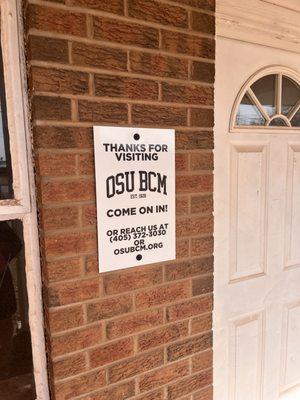 THANKS FOR
VISITING
OSU BCM
EST. 1928
COME ON IN!
OR REACH US AT
(405) 372-3030
OR
OSUBCM.ORG